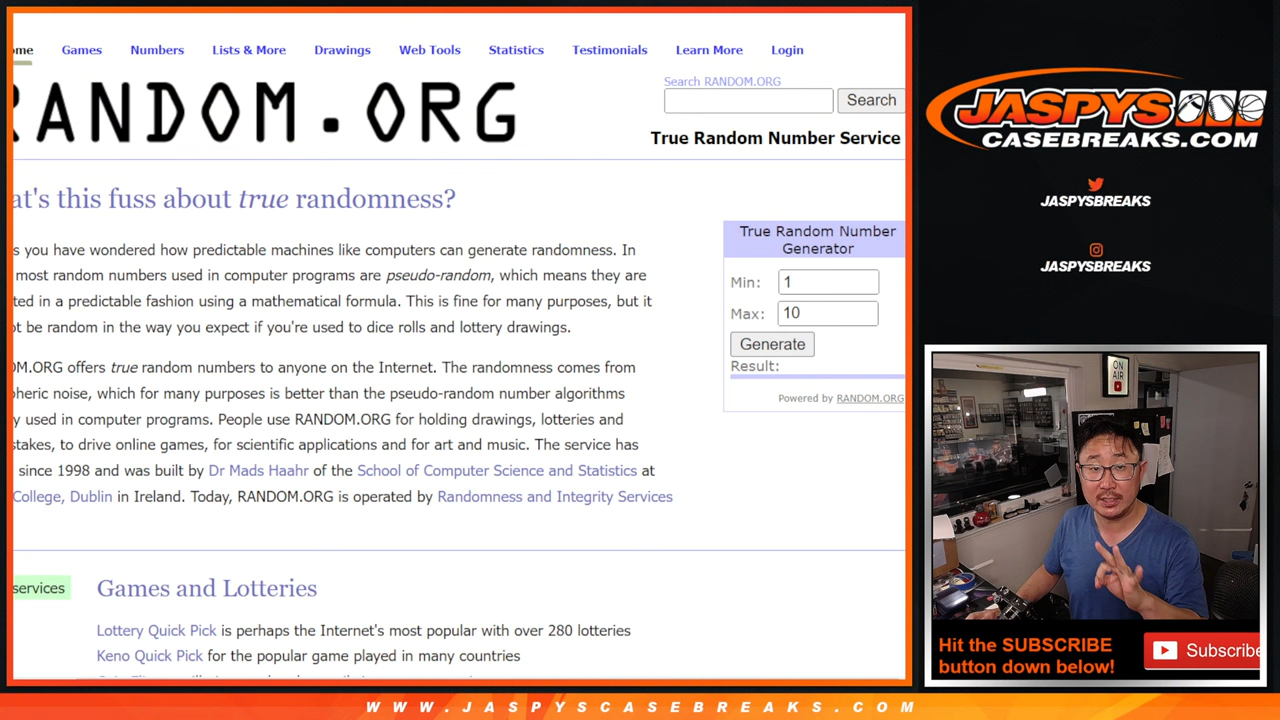 ome Games Numbers Lists & More Drawings Web Tools Statistics Testimonials Learn More Login
RANDOM.ORG
Search RANDOM.ORG
Search
True Random Number Service
at's this fuss about true randomness?
s you have wondered how predictable machines like computers can generate randomness. In
most random numbers used in computer programs are pseudo-random, which means they are
ted in a predictable fashion using a mathematical formula. This is fine for many purposes, but it
ot be random in the way you expect if you're used to dice rolls and lottery drawings.
OM.ORG offers true random numbers to anyone on the Internet. The randomness comes from
pheric noise, which for many purposes is better than the pseudo-random number algorithms
y used in computer programs. People use RANDOM.ORG for holding drawings, lotteries and
stakes, to drive online games, for scientific applications and for art and music. The service has
since 1998 and was built by Dr Mads Haahr of the School of Computer Science and Statistics at
College, Dublin in Ireland. Today, RANDOM.ORG is operated by Randomness and Integrity Services
True Random Number
Generator
Min: 1
Max: 10
Generate
Result:
Powered by RANDOM.ORG
services
Games and Lotteries
Lottery Quick Pick is perhaps the Internet's most popular with over 280 lotteries
Keno Quick Pick for the popular game played in many countries
JASPYS
CASEBREAKS.COM
JASPYSBREAKS
JASPYSBREAKS
ON
AIR
Hit the SUBSCRIBE
button down below!
Subscribe
WWW.JASPYSCASEBREAKS.COM